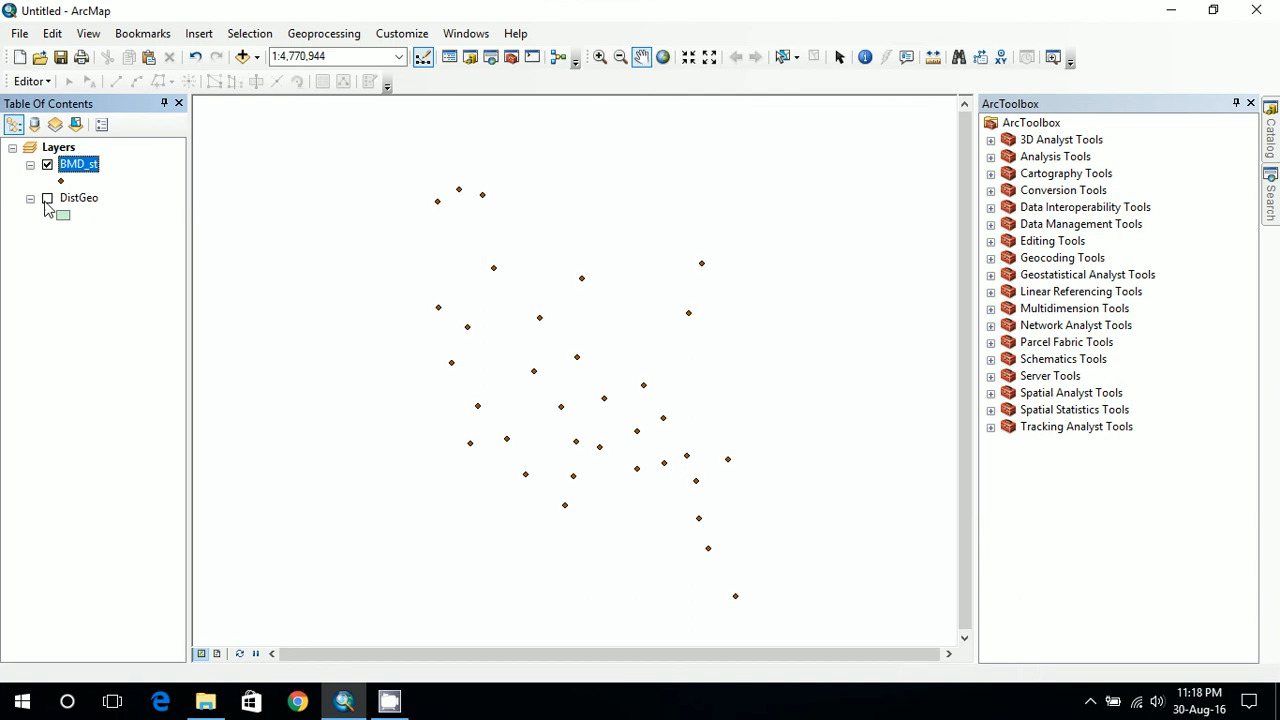 Untitled - ArcMap
File Edit View Bookmarks Insert Selection Geoprocessing Customize Windows Help
1:4,770,944
Editor
Table Of Contents
Layers
BMD_st
DistGeo
ArcToolbox
ArcToolbox
3D Analyst Tools
Analysis Tools
Cartography Tools
Conversion Tools
Data Interoperability Tools
Data Management Tools
Editing Tools
Geocoding Tools
Geostatistical Analyst Tools
Linear Referencing Tools
Multidimension Tools
Network Analyst Tools
Parcel Fabric Tools
Schematics Tools
Server Tools
Spatial Analyst Tools
Spatial Statistics Tools
Tracking Analyst Tools
Catalog
Search
11:18 PM
30-Aug-16